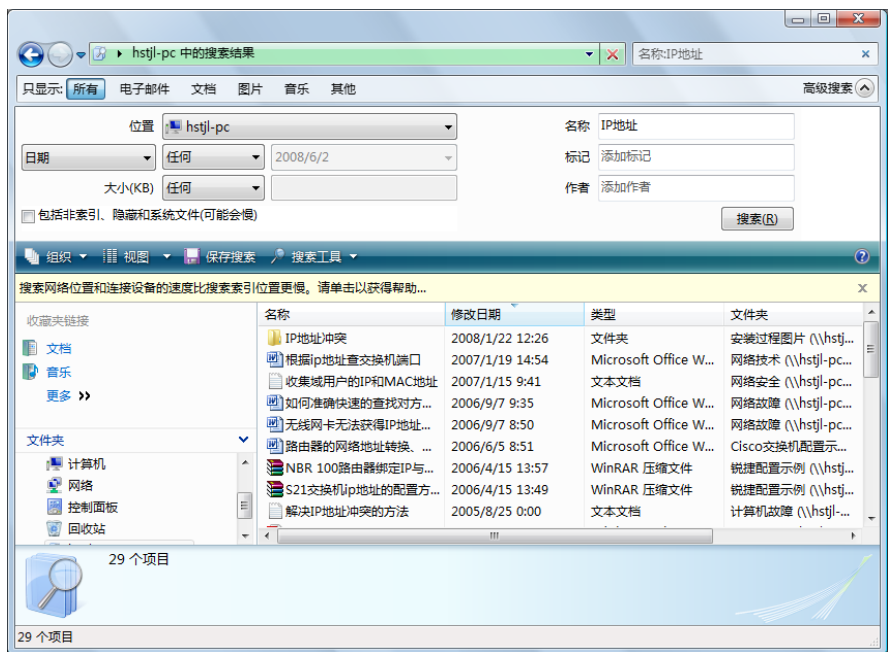 hstjl-pc 中的搜索结果
名称:IP地址
只显示: 所有 电子邮件 文档 图片 音乐 其他 高级搜索
位置 hstjl-pc 名称 IP地址
日期 任何 2008/6/2 标记 添加标记
大小(KB) 任何 作者 添加作者
包括非索引、隐藏和系统文件(可能会慢) 搜索(R)
组织 视图 保存搜索 搜索工具
搜索网络位置和连接设备的速度比搜索索引位置更慢。请单击以获得帮助...
收藏夹链接
文档
音乐
更多 »
文件夹
计算机
网络
控制面板
回收站
名称 修改日期 类型 文件夹
IP地址冲突 2008/1/22 12:26 文件夹 安装过程图片 (\\hstj...
根据ip地址查交换机端口 2007/1/19 14:54 Microsoft Office W... 网络技术 (\\hstjl-pc...
收集域用户的IP和MAC地址 2007/1/15 9:41 文本文档 网络安全 (\\hstjl-pc...
如何准确快速的查找对方... 2006/9/7 9:35 Microsoft Office W... 网络故障 (\\hstjl-pc...
无线网卡无法获得IP地址... 2006/9/7 8:50 Microsoft Office W... 网络故障 (\\hstjl-pc...
路由器的网络地址转换、... 2006/6/5 8:51 Microsoft Office W... Cisco交换机配置示...
NBR 100路由器绑定IP与... 2006/4/15 13:57 WinRAR 压缩文件 锐捷配置示例 (\\hstj...
S21交换机ip地址的配置方... 2006/4/15 13:49 WinRAR 压缩文件 锐捷配置示例 (\\hstj...
解决IP地址冲突的方法 2005/8/25 0:00 文本文档 计算机故障 (\\hstjl-...
29 个项目
29 个项目